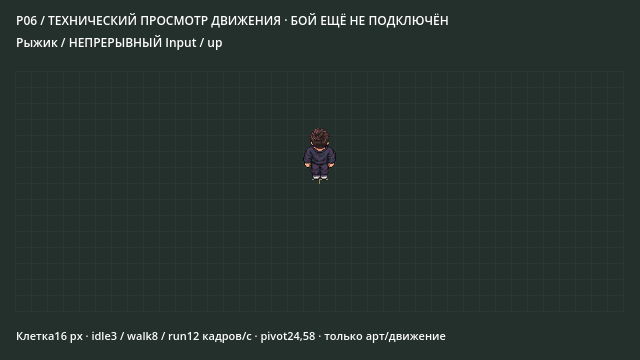 P06 / ТЕХНИЧЕСКИЙ ПРОСМОТР ДВИЖЕНИЯ · БОЙ ЕЩЁ НЕ ПОДКЛЮЧЁН
Рыжик / НЕПРЕРЫВНЫЙ Input / up
Клетка16 px · idle3 / walk8 / run12 кадров/с · pivot24,58 · только арт/движение